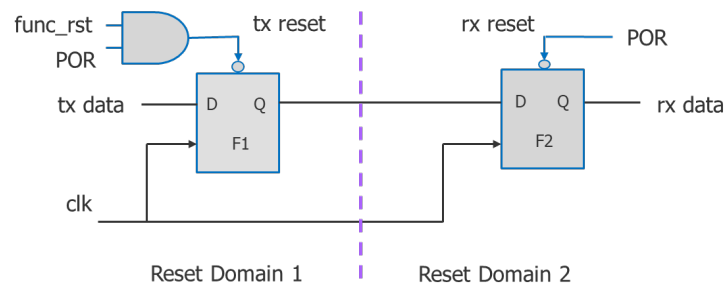 func_rst
tx reset
rx reset
POR
POR
tx data
D
Q
D
Q
rx data
F1
F2
clk
Reset Domain 1
Reset Domain 2